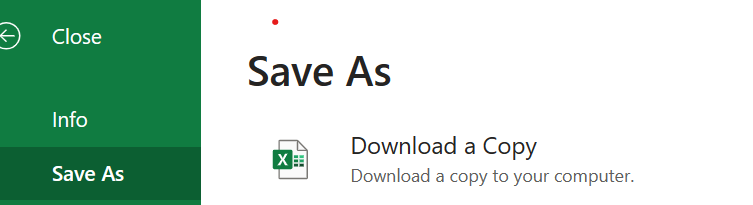 Close
Info
Save As
Save As
X
Download a Copy
Download a copy to your computer.